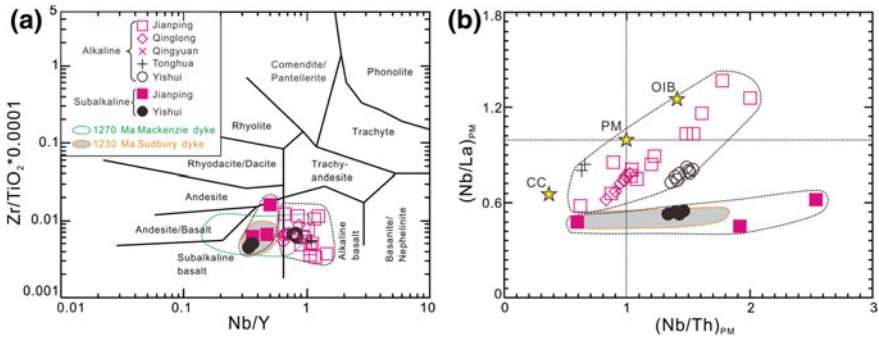 (a)
Zr/TiO2*0.0001
5
1
0.1
0.01
0.001
0.01
0.1
1
10
Nb/Y
Alkaline
Jianping
Qinglong
Qingyuan
Tonghua
Yishui
Subalkaline
Jianping
Yishui
1270 Ma Mackenzie dyke
1230 Ma Sudbury dyke
Comendite/
Pantellerite
Phonolite
Rhyolite
Trachyte
Rhyodacite/Dacite
Trachy-
andesite
Andesite
Andesite/Basalt
Subalkaline
basalt
Alkaline
basalt
Basanite/
Nephelinite
(b)
(Nb/La)PM
1.8
1.2
0.6
0
0
1
2
3
(Nb/Th)PM
OIB
PM
CC